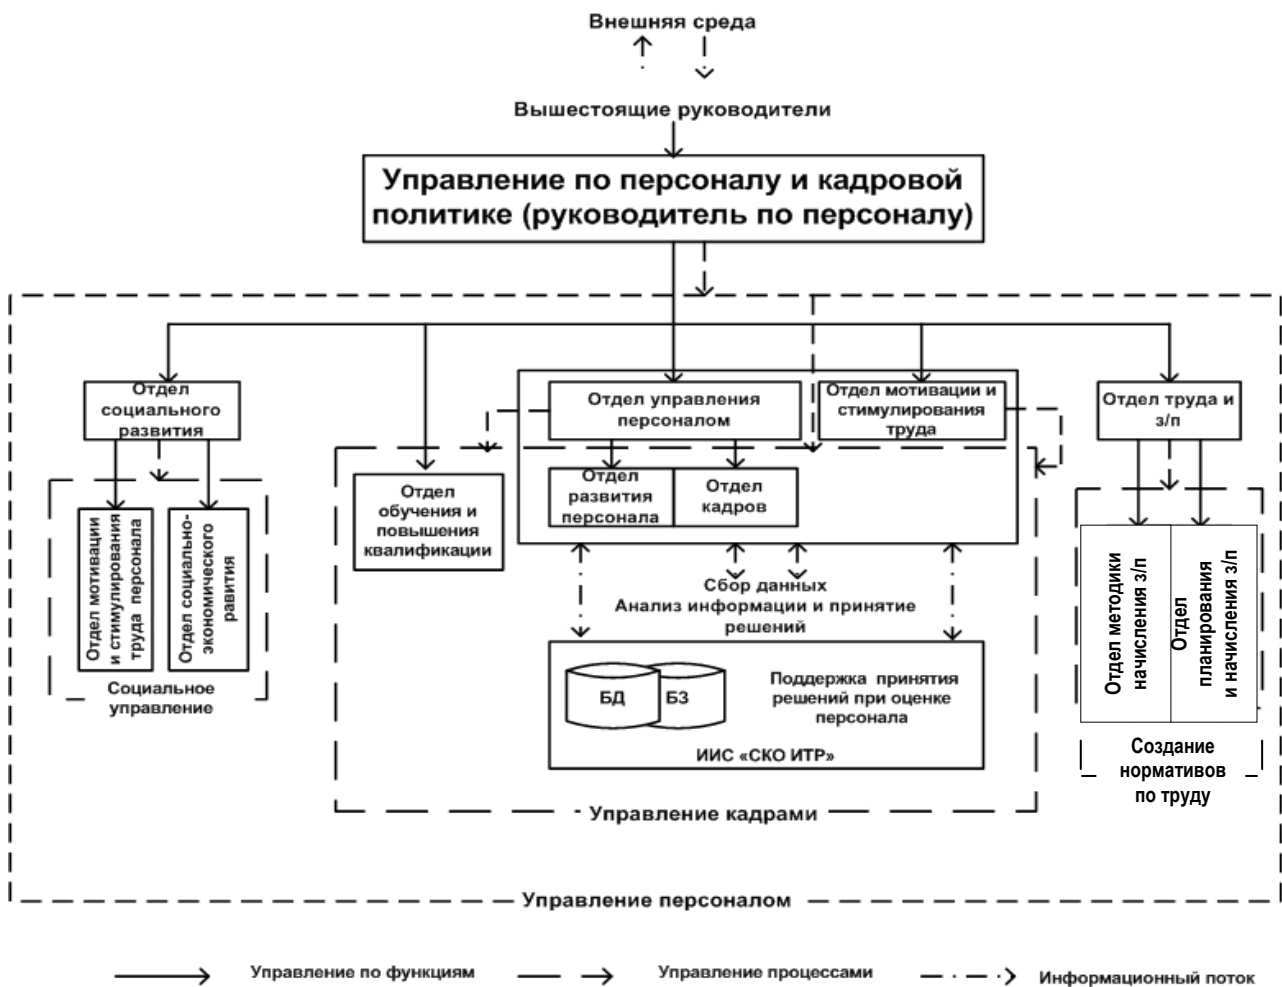 Внешняя среда
Вышестоящие руководители
Управление по персоналу и кадровой
политике (руководитель по персоналу)
Отдел
социального
развития
Отдел управления
персоналом
Отдел мотивации и
стимулирования
труда
Отдел труда и
з/п
Отдел
обучения и
повышения
квалификации
Отдел
развития
персонала
Отдел
кадров
Отдел мотивации
и стимулирования
труда персонала
Отдел социально-
экономического
равития
Социальное
управление
Сбор данных
Анализ информации и принятие
решений
БД
БЗ
Поддержка принятия
решений при оценке
персонала
ИИС «СКО ИТР»
Отдел методики
начисления з/п
Отдел
планирования
и начисления з/п
Создание
нормативов
по труду
Управление кадрами
Управление персоналом
Управление по функциям
Управление процессами
Информационный поток